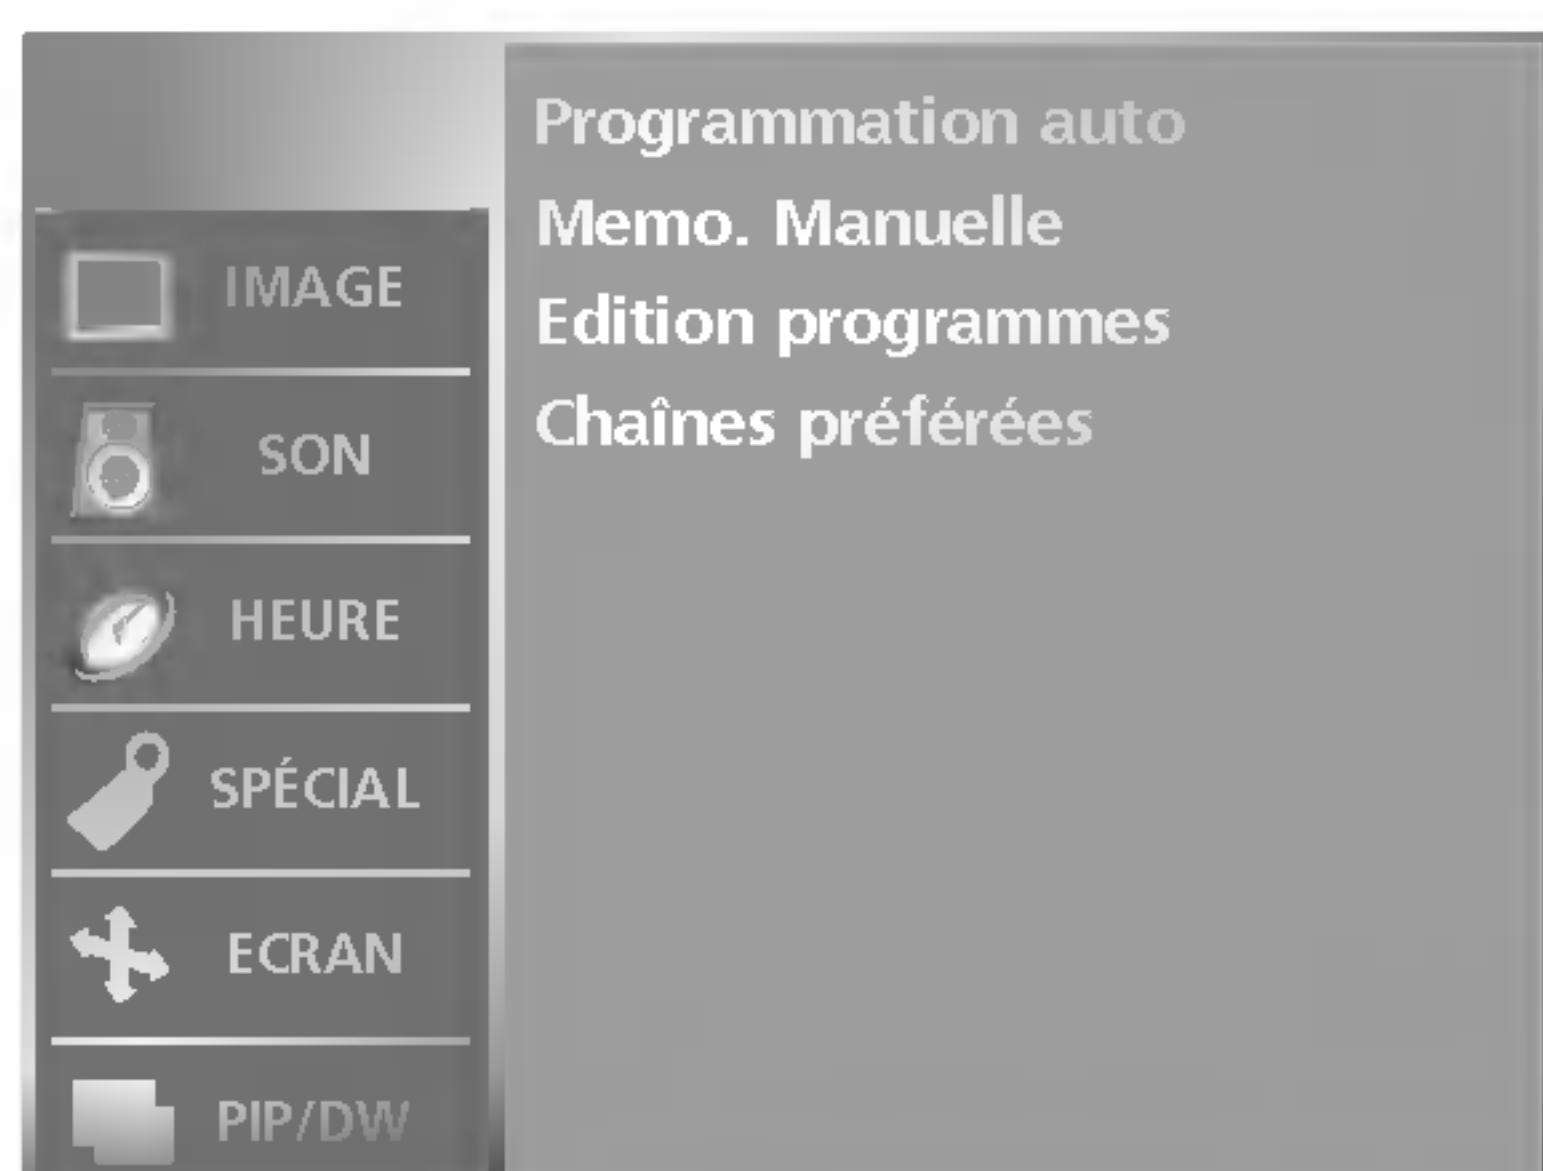 Programmation auto
Memo. Manuelle
Edition programmes
Chaînes préférées
IMAGE
SON
HEURE
SPÉCIAL
ECRAN
PIP/DW